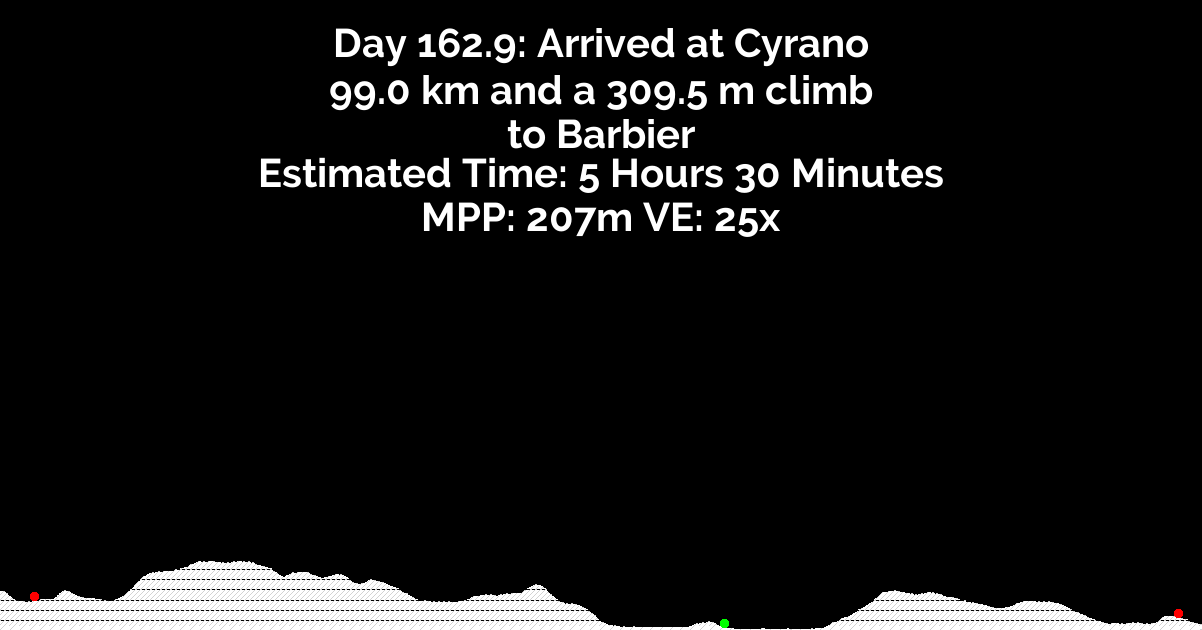 Day 162.9: Arrived at Cyrano
99.0 km and a 309.5 m climb
to Barbier
Estimated Time: 5 Hours 30 Minutes
MPP: 207m VE: 25x